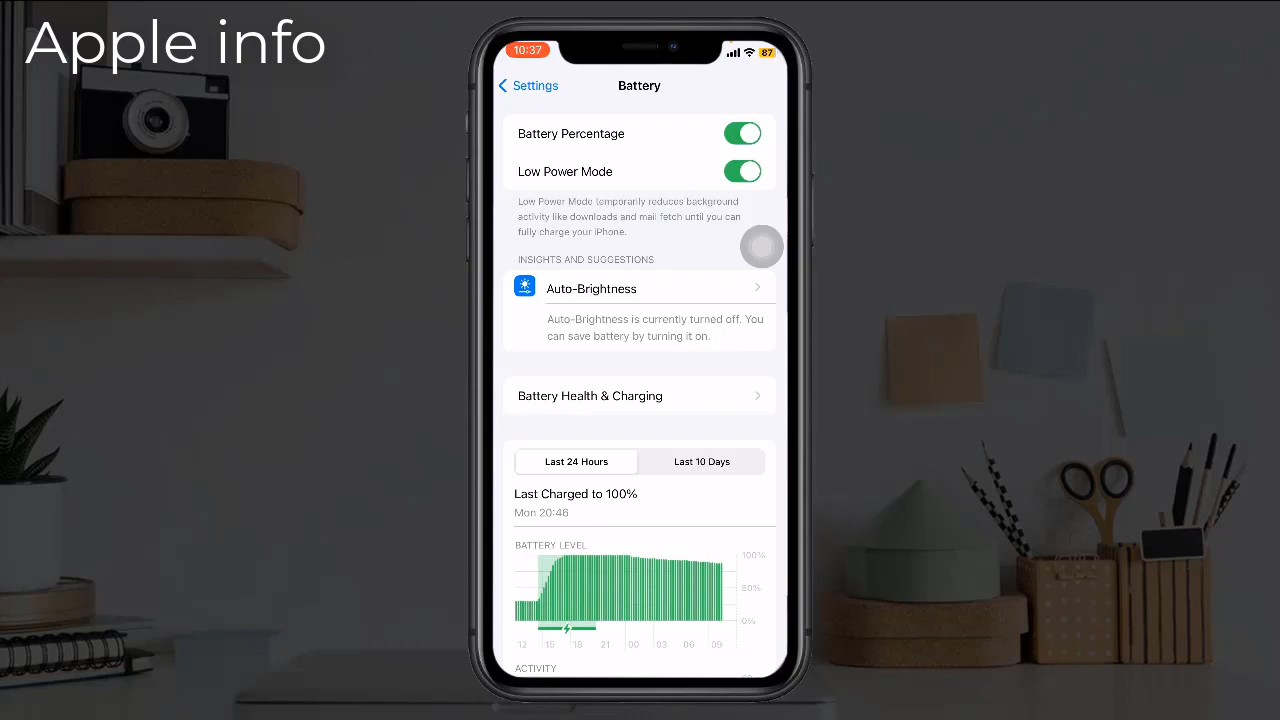 Apple info
10:37
87
Settings
Battery
Battery Percentage
Low Power Mode
Low Power Mode temporarily reduces background
activity like downloads and mail fetch until you can
fully charge your iPhone.
INSIGHTS AND SUGGESTIONS
Auto-Brightness
Auto-Brightness is currently turned off. You
can save battery by turning it on.
Battery Health & Charging
Last 24 Hours
Last 10 Days
Last Charged to 100%
Mon 20:46
BATTERY LEVEL
100%
50%
0%
12 15 18 21 00 03 06 09
ACTIVITY